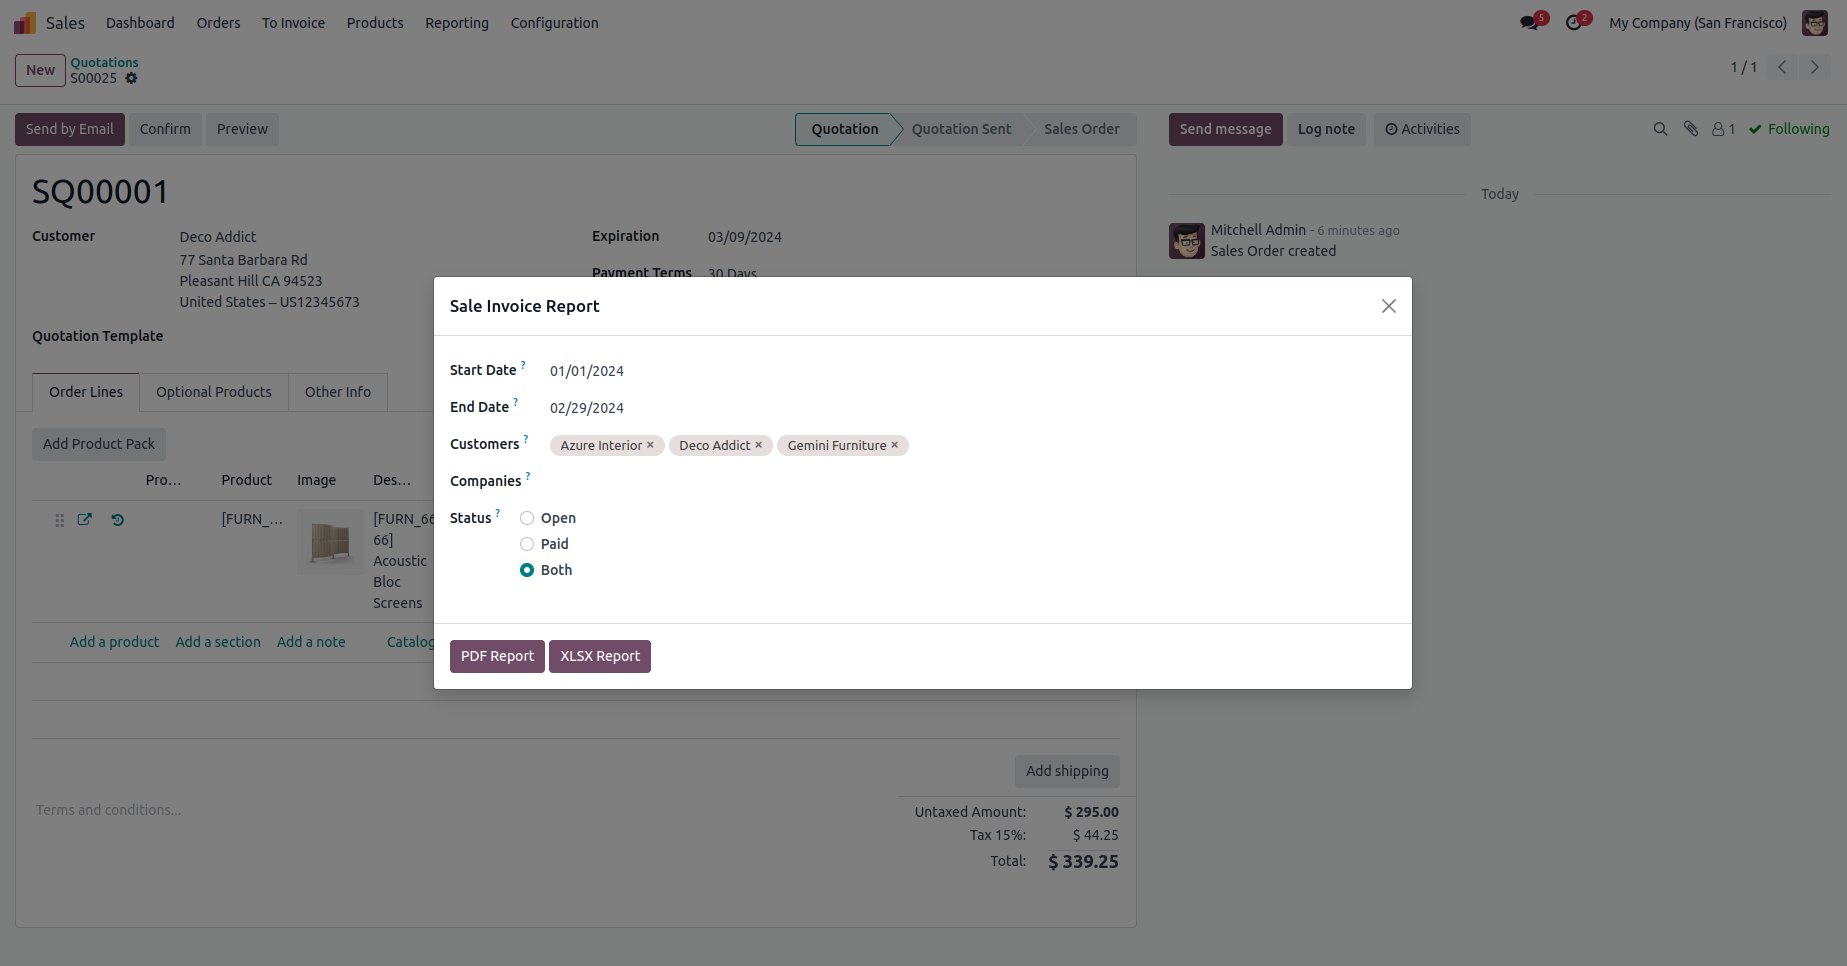 Sales Dashboard Orders To Invoice Products Reporting Configuration 5 2 My Company (San Francisco)
New Quotations
S00025
1 / 1
Send by Email Confirm Preview Quotation Quotation Sent Sales Order Send message Log note Activities 1 Following
SQ00001
Today
Customer Deco Addict
77 Santa Barbara Rd
Pleasant Hill CA 94523
United States – US12345673
Expiration 03/09/2024
Payment Terms 30 Days
Mitchell Admin - 6 minutes ago
Sales Order created
Quotation Template
Order Lines Optional Products Other Info
Add Product Pack
Pro... Product Image Des...
[FURN_... [FURN_66
66]
Acoustic
Bloc
Screens
Add a product Add a section Add a note Catalog
Sale Invoice Report
Start Date ? 01/01/2024
End Date ? 02/29/2024
Customers ? Azure Interior × Deco Addict × Gemini Furniture ×
Companies ?
Status ? Open
Paid
Both
PDF Report XLSX Report
Add shipping
Terms and conditions...
Untaxed Amount: $ 295.00
Tax 15%: $ 44.25
Total: $ 339.25